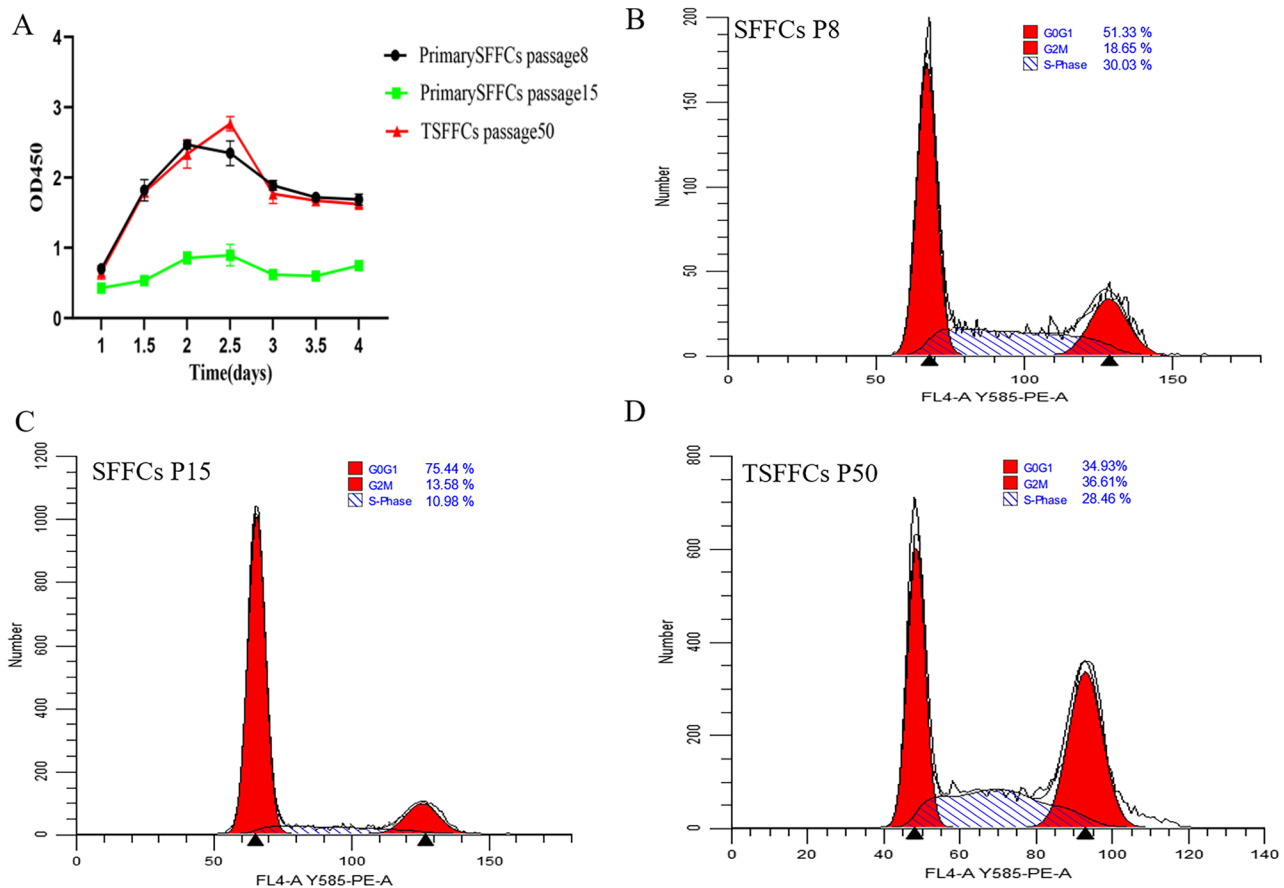 A
4
3
2
1
0
OD450
1 1.5 2 2.5 3 3.5 4
Time(days)
PrimarySFFCs passage8
PrimarySFFCs passage15
TSFFCs passage50
B
SFFCs P8
G0G1 51.33 %
G2M 18.65 %
S-Phase 30.03 %
200
150
100
50
0
Number
0 50 100 150
FL4-A Y585-PE-A
C
SFFCs P15
G0G1 75.44 %
G2M 13.58 %
S-Phase 10.98 %
1200
1000
800
600
400
200
0
Number
0 50 100 150
FL4-A Y585-PE-A
D
TSFFCs P50
G0G1 34.93%
G2M 36.61%
S-Phase 28.46 %
800
600
400
200
0
Number
0 20 40 60 80 100 120 140
FL4-A Y585-PE-A